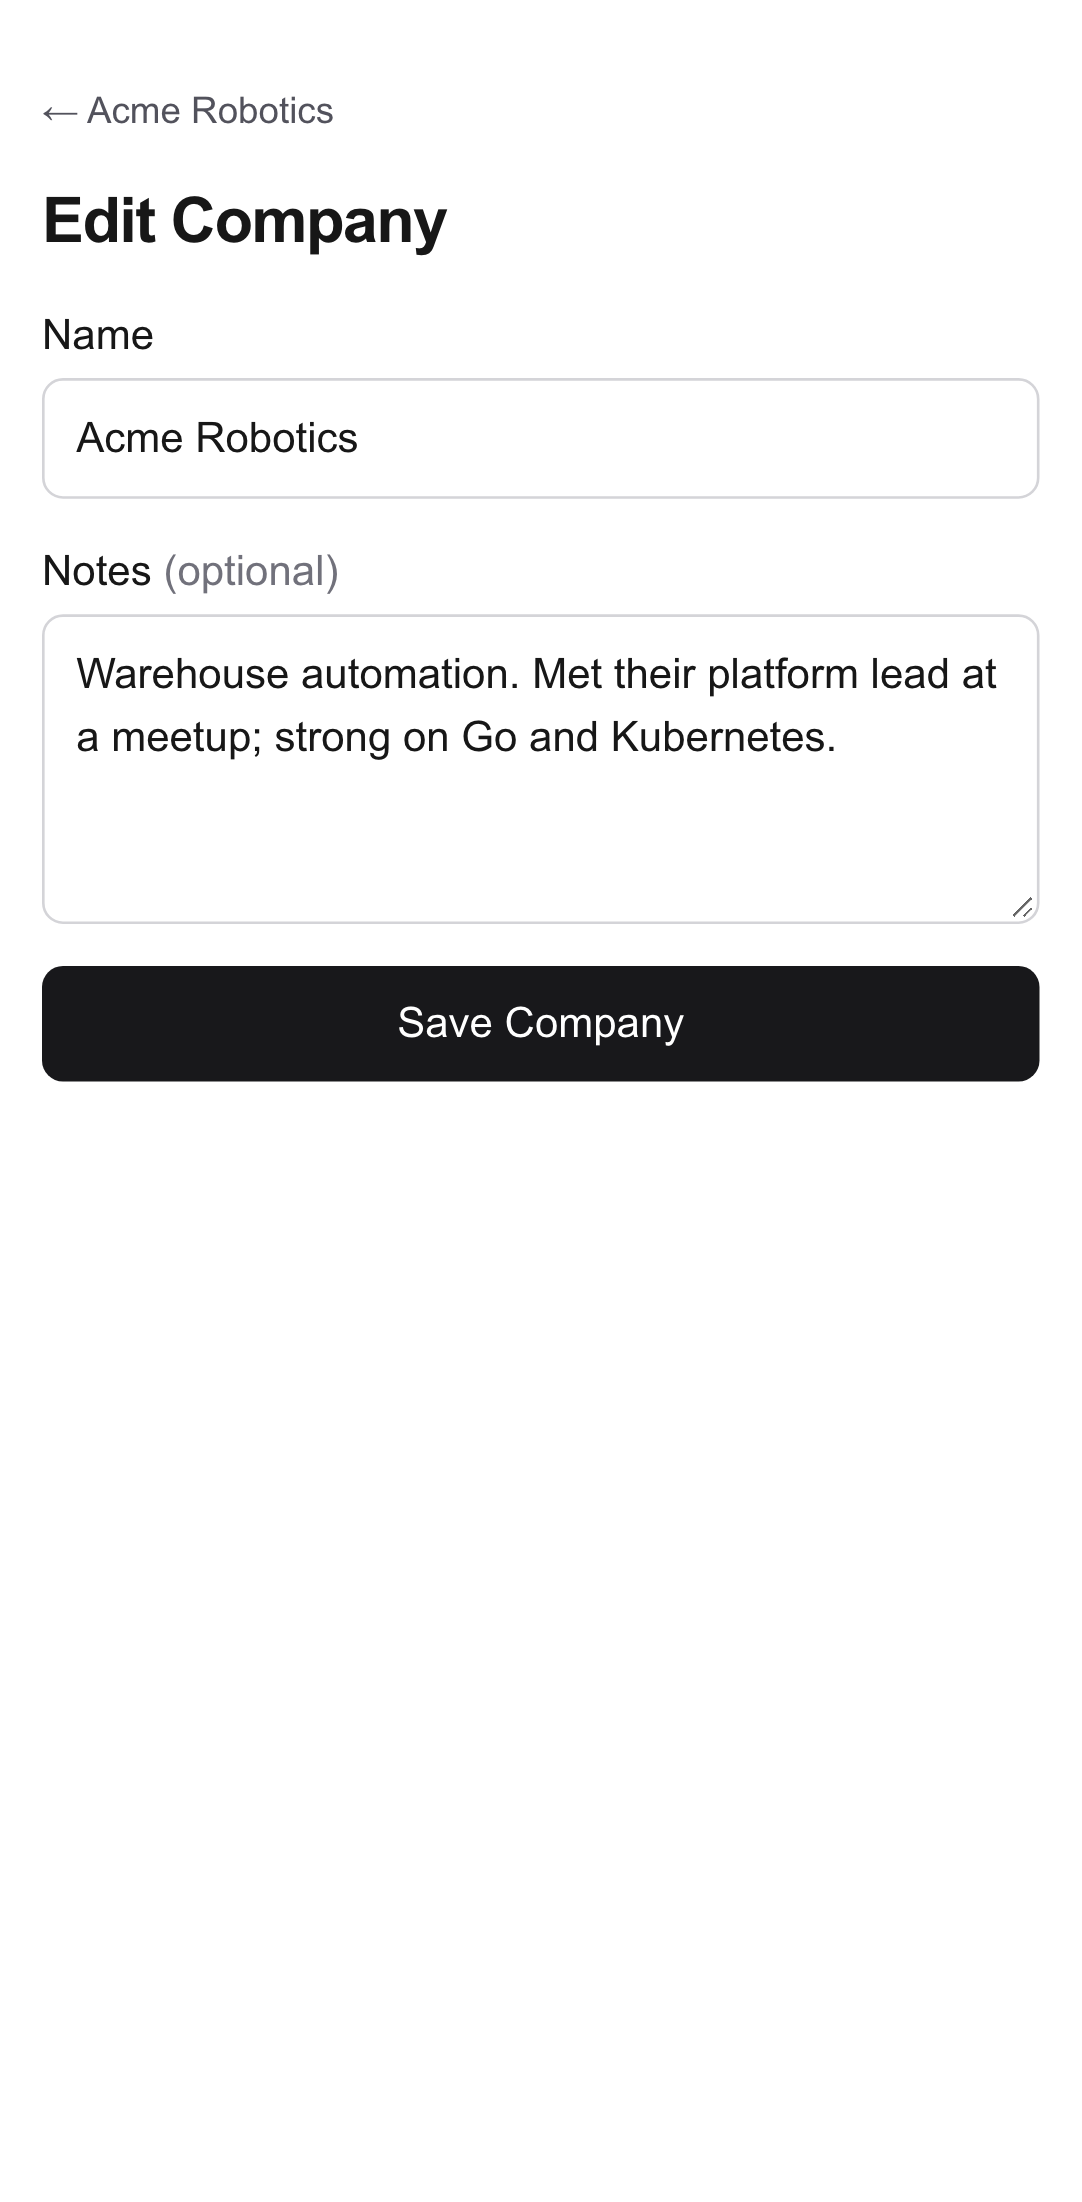 ← Acme Robotics
Edit Company
Name
Acme Robotics
Notes (optional)
Warehouse automation. Met their platform lead at
a meetup; strong on Go and Kubernetes.
Save Company